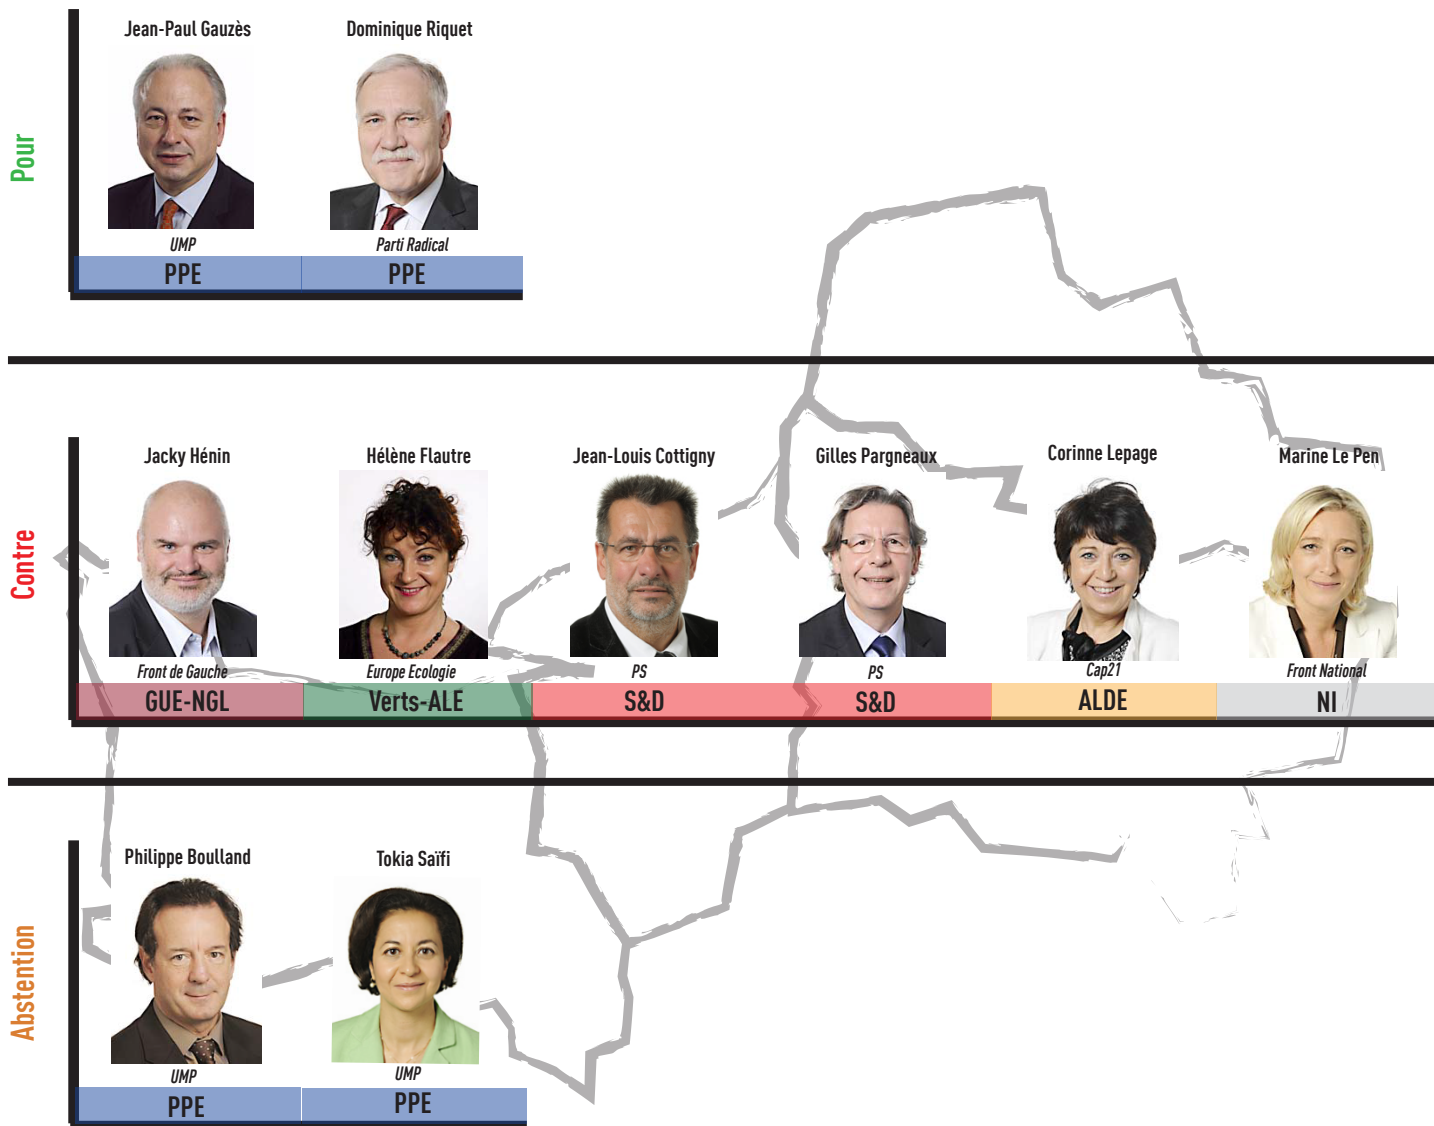 Pour
Jean-Paul Gauzès
Dominique Riquet
UMP
Parti Radical
PPE
PPE
Contre
Jacky Hénin
Hélène Flautre
Jean-Louis Cottigny
Gilles Pargneaux
Corinne Lepage
Marine Le Pen
Front de Gauche
Europe Ecologie
PS
PS
Cap21
Front National
GUE-NGL
Verts-ALE
S&D
S&D
ALDE
NI
Abstention
Philippe Boulland
Tokia Saïfi
UMP
UMP
PPE
PPE